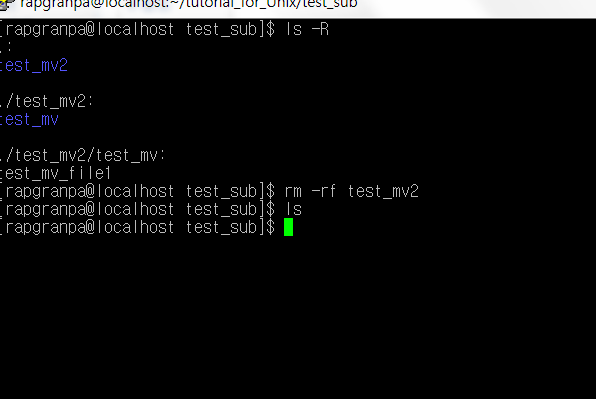 rapgranpa@localhost:~/tutorial_for_Unix/test_sub
[rapgranpa@localhost test_sub]$ ls -R
.:
test_mv2
./test_mv2:
test_mv
./test_mv2/test_mv:
test_mv_file1
[rapgranpa@localhost test_sub]$ rm -rf test_mv2
[rapgranpa@localhost test_sub]$ ls
[rapgranpa@localhost test_sub]$